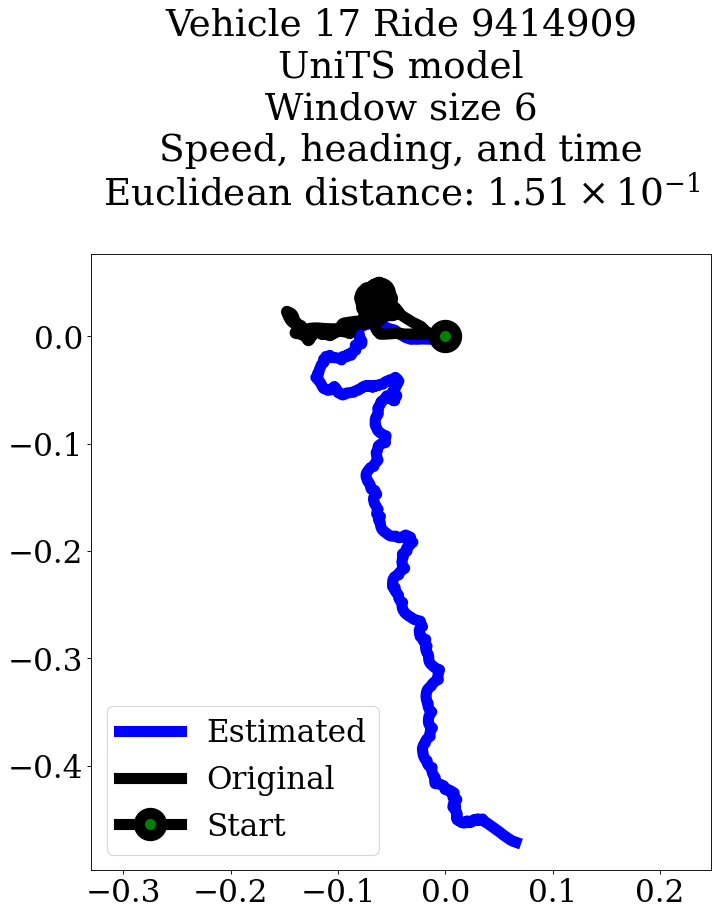 Vehicle 17 Ride 9414909
UniTS model
Window size 6
Speed, heading, and time
Euclidean distance: 1.51 × 10⁻¹
0.0
−0.1
−0.2
−0.3
−0.4
Estimated
Original
Start
−0.3 −0.2 −0.1 0.0 0.1 0.2